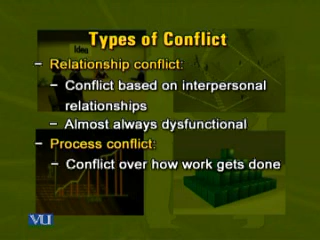 Types of Conflict
Idea
– Relationship conflict:
– Conflict based on interpersonal
relationships
– Almost always dysfunctional
– Process conflict:
– Conflict over how work gets done
VU